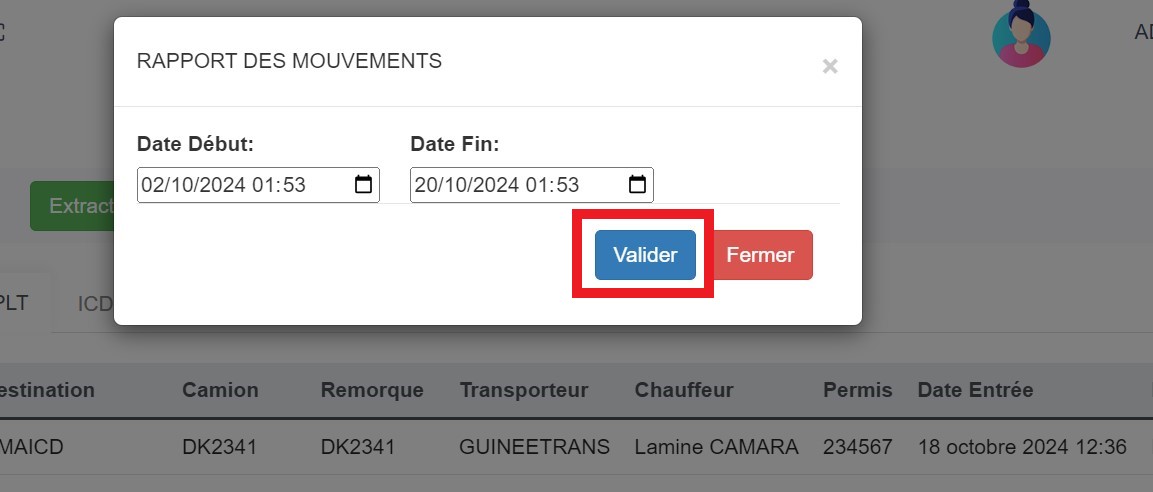 RAPPORT DES MOUVEMENTS ×
Date Début: Date Fin:
02/10/2024 01:53 20/10/2024 01:53
Extract
Valider Fermer
PLT ICD
estination Camion Remorque Transporteur Chauffeur Permis Date Entrée
MAICD DK2341 DK2341 GUINEETRANS Lamine CAMARA 234567 18 octobre 2024 12:36